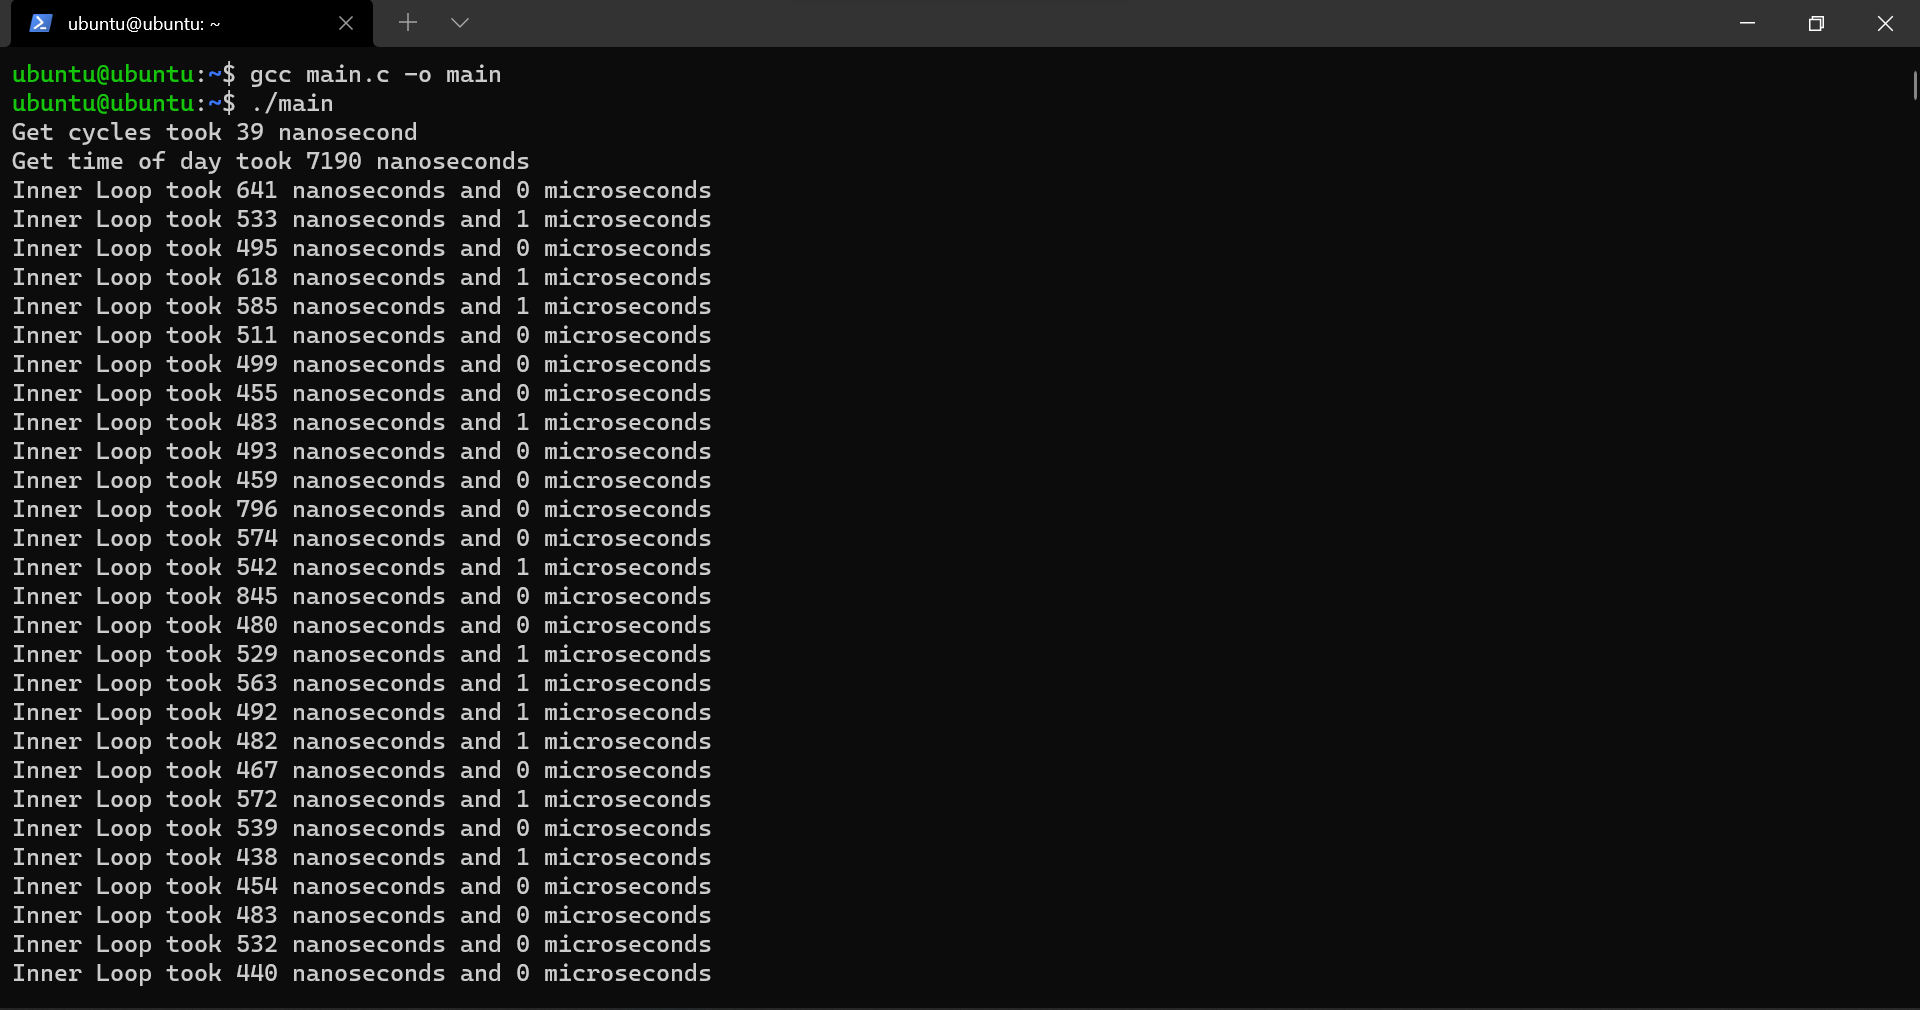 ubuntu@ubuntu: ~
ubuntu@ubuntu:~$ gcc main.c -o main
ubuntu@ubuntu:~$ ./main
Get cycles took 39 nanosecond
Get time of day took 7190 nanoseconds
Inner Loop took 641 nanoseconds and 0 microseconds
Inner Loop took 533 nanoseconds and 1 microseconds
Inner Loop took 495 nanoseconds and 0 microseconds
Inner Loop took 618 nanoseconds and 1 microseconds
Inner Loop took 585 nanoseconds and 1 microseconds
Inner Loop took 511 nanoseconds and 0 microseconds
Inner Loop took 499 nanoseconds and 0 microseconds
Inner Loop took 455 nanoseconds and 0 microseconds
Inner Loop took 483 nanoseconds and 1 microseconds
Inner Loop took 493 nanoseconds and 0 microseconds
Inner Loop took 459 nanoseconds and 0 microseconds
Inner Loop took 796 nanoseconds and 0 microseconds
Inner Loop took 574 nanoseconds and 0 microseconds
Inner Loop took 542 nanoseconds and 1 microseconds
Inner Loop took 845 nanoseconds and 0 microseconds
Inner Loop took 480 nanoseconds and 0 microseconds
Inner Loop took 529 nanoseconds and 1 microseconds
Inner Loop took 563 nanoseconds and 1 microseconds
Inner Loop took 492 nanoseconds and 1 microseconds
Inner Loop took 482 nanoseconds and 1 microseconds
Inner Loop took 467 nanoseconds and 0 microseconds
Inner Loop took 572 nanoseconds and 1 microseconds
Inner Loop took 539 nanoseconds and 0 microseconds
Inner Loop took 438 nanoseconds and 1 microseconds
Inner Loop took 454 nanoseconds and 0 microseconds
Inner Loop took 483 nanoseconds and 0 microseconds
Inner Loop took 532 nanoseconds and 0 microseconds
Inner Loop took 440 nanoseconds and 0 microseconds